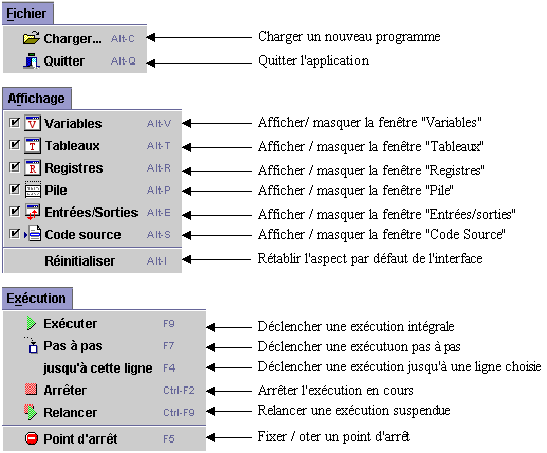 Fichier
Charger... Alt-C Charger un nouveau programme
Quitter Alt-Q Quitter l'application
Affichage
Variables Alt-V Afficher/ masquer la fenêtre "Variables"
Tableaux Alt-T Afficher / masquer la fenêtre "Tableaux"
Registres Alt-R Afficher / masquer la fenêtre "Registres"
Pile Alt-P Afficher / masquer la fenêtre "Pile"
Entrées/Sorties Alt-E Afficher / masquer la fenêtre "Entrées/sorties"
Code source Alt-S Afficher / masquer la fenêtre "Code Source"
Réinitialiser Alt-I Rétablir l'aspect par défaut de l'interface
Exécution
Exécuter F9 Déclencher une exécution intégrale
Pas à pas F7 Déclencher une exécutuon pas à pas
jusqu'à cette ligne F4 Déclencher une exécution jusqu'à une ligne choisie
Arrêter Ctrl-F2 Arrêter l'exécution en cours
Relancer Ctrl-F9 Relancer une exécution suspendue
Point d'arrêt F5 Fixer / oter un point d'arrêt